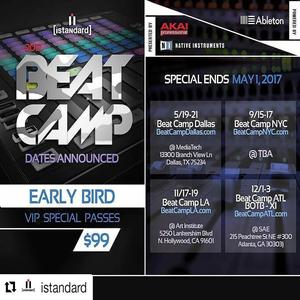 [istandard]
2017
BEAT
CAMP
DATES ANNOUNCED
EARLY BIRD
VIP SPECIAL PASSES
$99
POWERED BY
Ableton
PRESENTED BY
AKAI
professional
NATIVE INSTRUMENTS
SPECIAL ENDS MAY 1, 2017
5/19-21
Beat Camp Dallas
BeatCampDallas.com
@ MediaTech
13300 Branch View Ln
Dallas, TX 75234
9/15-17
Beat Camp NYC
BeatCampNYC.com
@ TBA
11/17-19
Beat Camp LA
BeatCampLA.com
@ Art Institute
5250 Lankershim Blvd
N. Hollywood, CA 91601
12/1-3
Beat Camp ATL
BOTB - XI
BeatCampATL.com
@ SAE
215 Peachtree St NE #300
Atlanta, GA 30303)
istandard